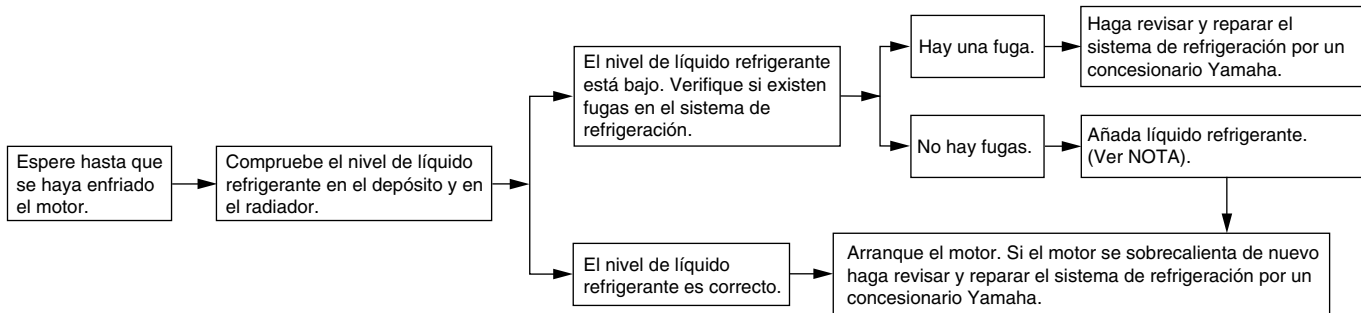 Espere hasta que
se haya enfriado
el motor.
Compruebe el nivel de líquido
refrigerante en el depósito y en
el radiador.
El nivel de líquido refrigerante
está bajo. Verifique si existen
fugas en el sistema de
refrigeración.
Hay una fuga.
Haga revisar y reparar el
sistema de refrigeración por un
concesionario Yamaha.
No hay fugas.
Añada líquido refrigerante.
(Ver NOTA).
El nivel de líquido
refrigerante es correcto.
Arranque el motor. Si el motor se sobrecalienta de nuevo
haga revisar y reparar el sistema de refrigeración por un
concesionario Yamaha.